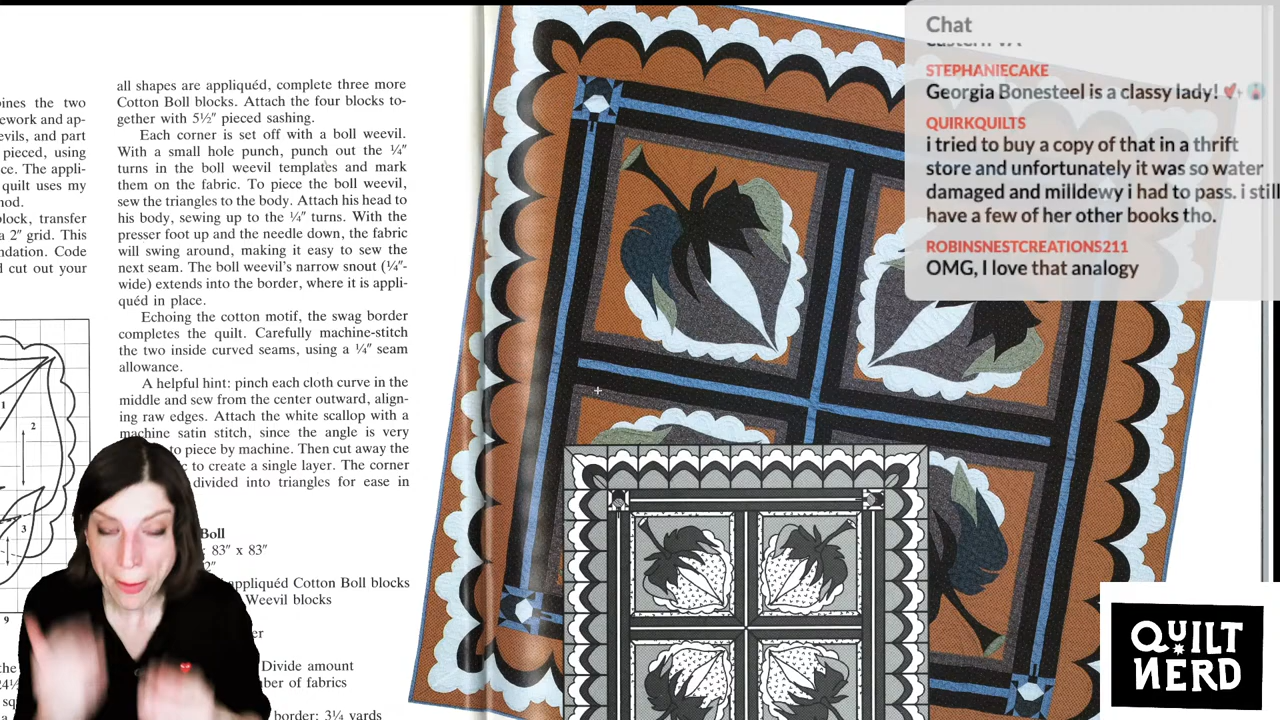 bines the two
work and ap-
evils, and part
pieced, using
ce. The appli-
quilt uses my
nod.
block, transfer
a 2″ grid. This
ndation. Code
d cut out your
1
2
3
9
the
24½
sq
all shapes are appliquéd, complete three more
Cotton Boll blocks. Attach the four blocks to-
gether with 5½″ pieced sashing.
Each corner is set off with a boll weevil.
With a small hole punch, punch out the ¼″
turns in the boll weevil templates and mark
them on the fabric. To piece the boll weevil,
sew the triangles to the body. Attach his head to
his body, sewing up to the ¼″ turns. With the
presser foot up and the needle down, the fabric
will swing around, making it easy to sew the
next seam. The boll weevil's narrow snout (¼″-
wide) extends into the border, where it is appli-
quéd in place.
Echoing the cotton motif, the swag border
completes the quilt. Carefully machine-stitch
the two inside curved seams, using a ¼″ seam
allowance.
A helpful hint: pinch each cloth curve in the
middle and sew from the center outward, align-
ing raw edges. Attach the white scallop with a
machine satin stitch, since the angle is very
to piece by machine. Then cut away the
c to create a single layer. The corner
divided into triangles for ease in
Boll
83″ x 83″
appliquéd Cotton Boll blocks
Weevil blocks
er
Divide amount
ber of fabrics
border: 3¼ yards
Chat
STEPHANIECAKE
Georgia Bonesteel is a classy lady!
QUIRKQUILTS
i tried to buy a copy of that in a thrift
store and unfortunately it was so water
damaged and milldewy i had to pass. i still
have a few of her other books tho.
ROBINSNESTCREATIONS211
OMG, I love that analogy
QUILT
NERD